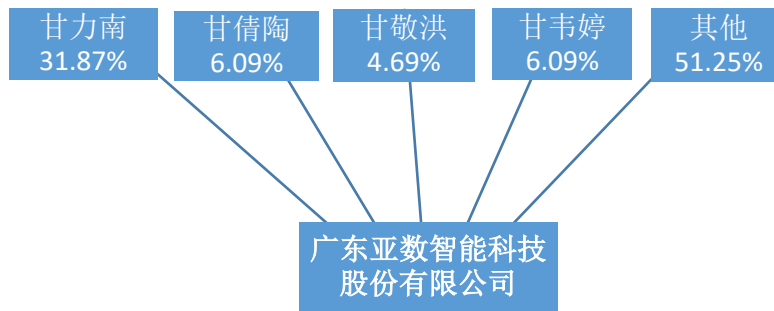 甘力南
31.87%
甘倩陶
6.09%
甘敬洪
4.69%
甘韦婷
6.09%
其他
51.25%
广东亚数智能科技
股份有限公司